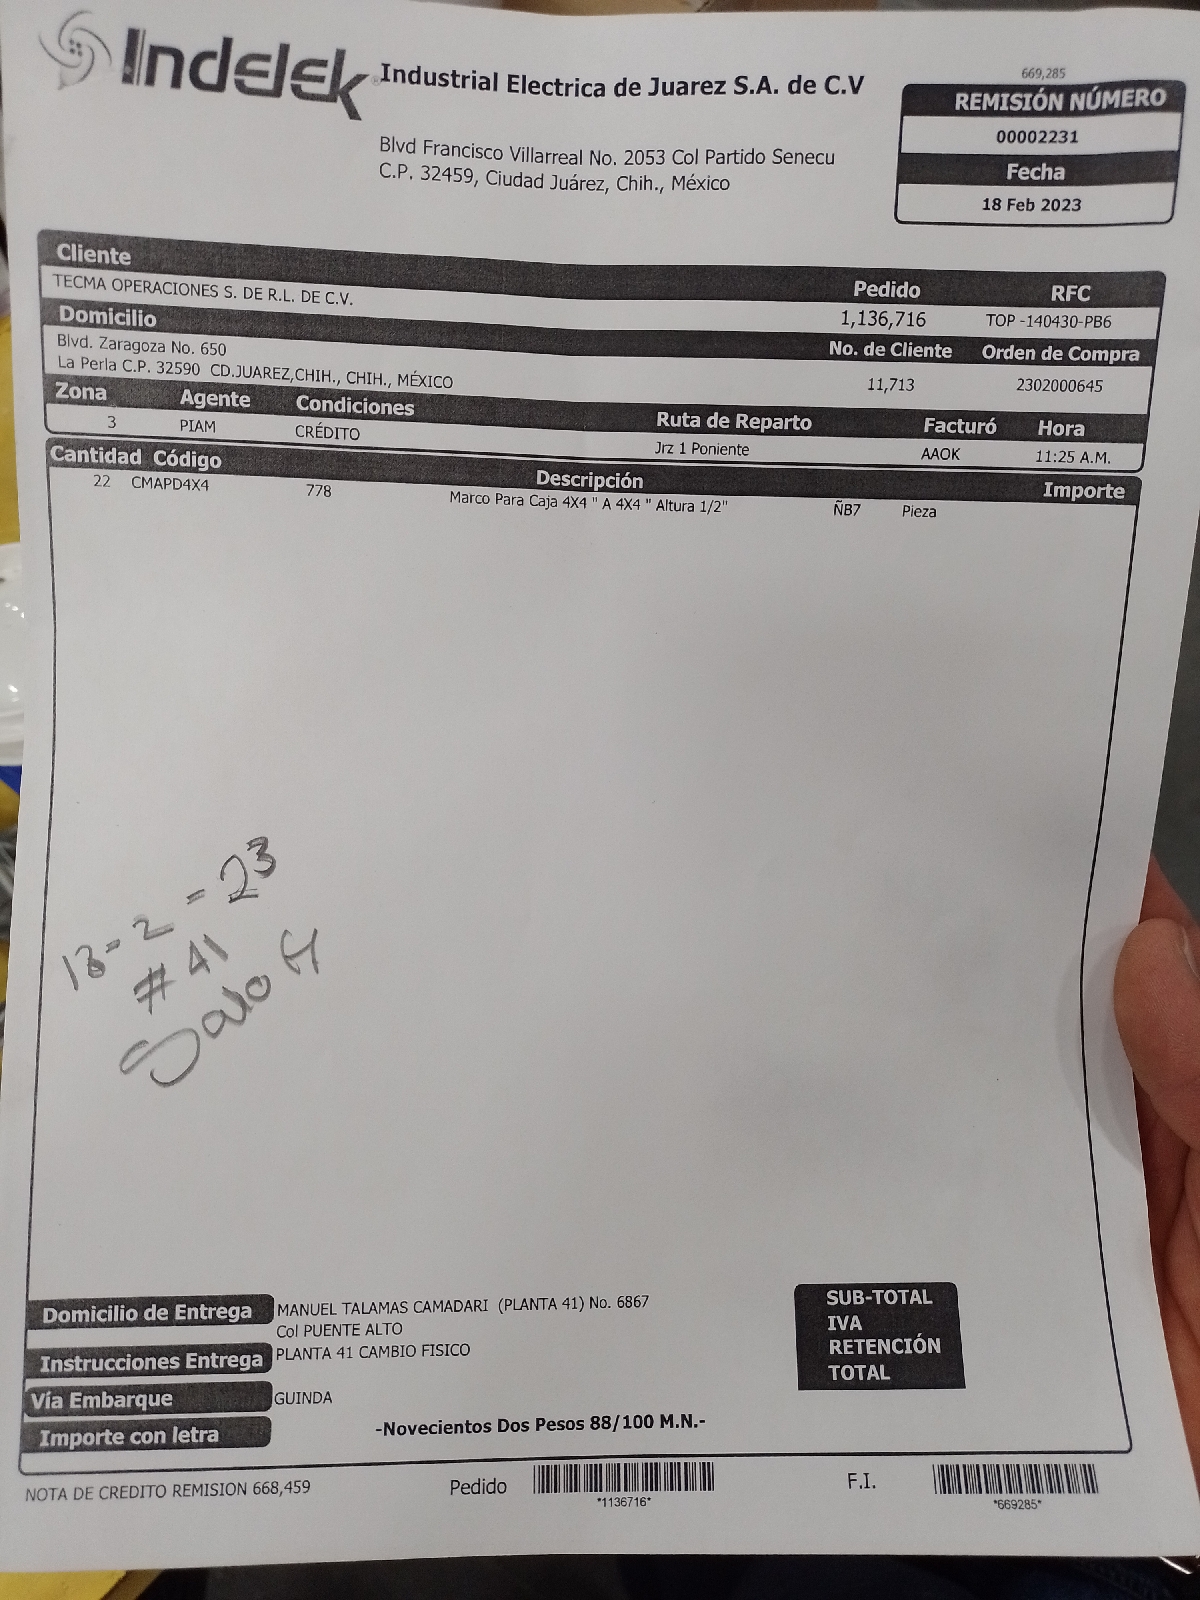 Indelek
Industrial Electrica de Juarez S.A. de C.V
Blvd Francisco Villarreal No. 2053 Col Partido Senecu
C.P. 32459, Ciudad Juárez, Chih., México
669,285
REMISIÓN NÚMERO
00002231
Fecha
18 Feb 2023
Cliente Pedido RFC
TECMA OPERACIONES S. DE R.L. DE C.V. 1,136,716 TOP -140430-PB6
Domicilio No. de Cliente Orden de Compra
Blvd. Zaragoza No. 650
La Perla C.P. 32590 CD.JUAREZ,CHIH., CHIH., MÉXICO 11,713 2302000645
Zona Agente Condiciones Ruta de Reparto Facturó Hora
3 PIAM CRÉDITO Jrz 1 Poniente AAOK 11:25 A.M.
Cantidad Código Descripción Importe
22 CMAPD4X4 778 Marco Para Caja 4X4 " A 4X4 " Altura 1/2" ÑB7 Pieza
18-2-23
#41
Domicilio de Entrega MANUEL TALAMAS CAMADARI (PLANTA 41) No. 6867
Col PUENTE ALTO
Instrucciones Entrega PLANTA 41 CAMBIO FISICO
Vía Embarque GUINDA
Importe con letra -Novecientos Dos Pesos 88/100 M.N.-
SUB-TOTAL
IVA
RETENCIÓN
TOTAL
NOTA DE CREDITO REMISION 668,459 Pedido *1136716* F.I. *669285*